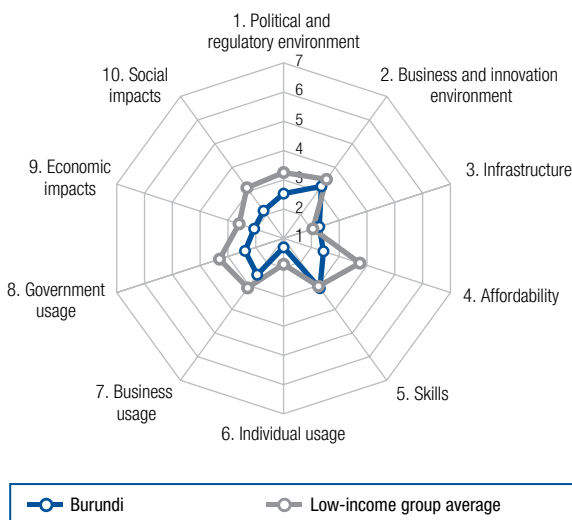 1. Political and
regulatory environment
2. Business and innovation
environment
3. Infrastructure
4. Affordability
5. Skills
6. Individual usage
7. Business
usage
8. Government
usage
9. Economic
impacts
10. Social
impacts
7
6
5
4
3
2
1
Burundi
Low-income group average